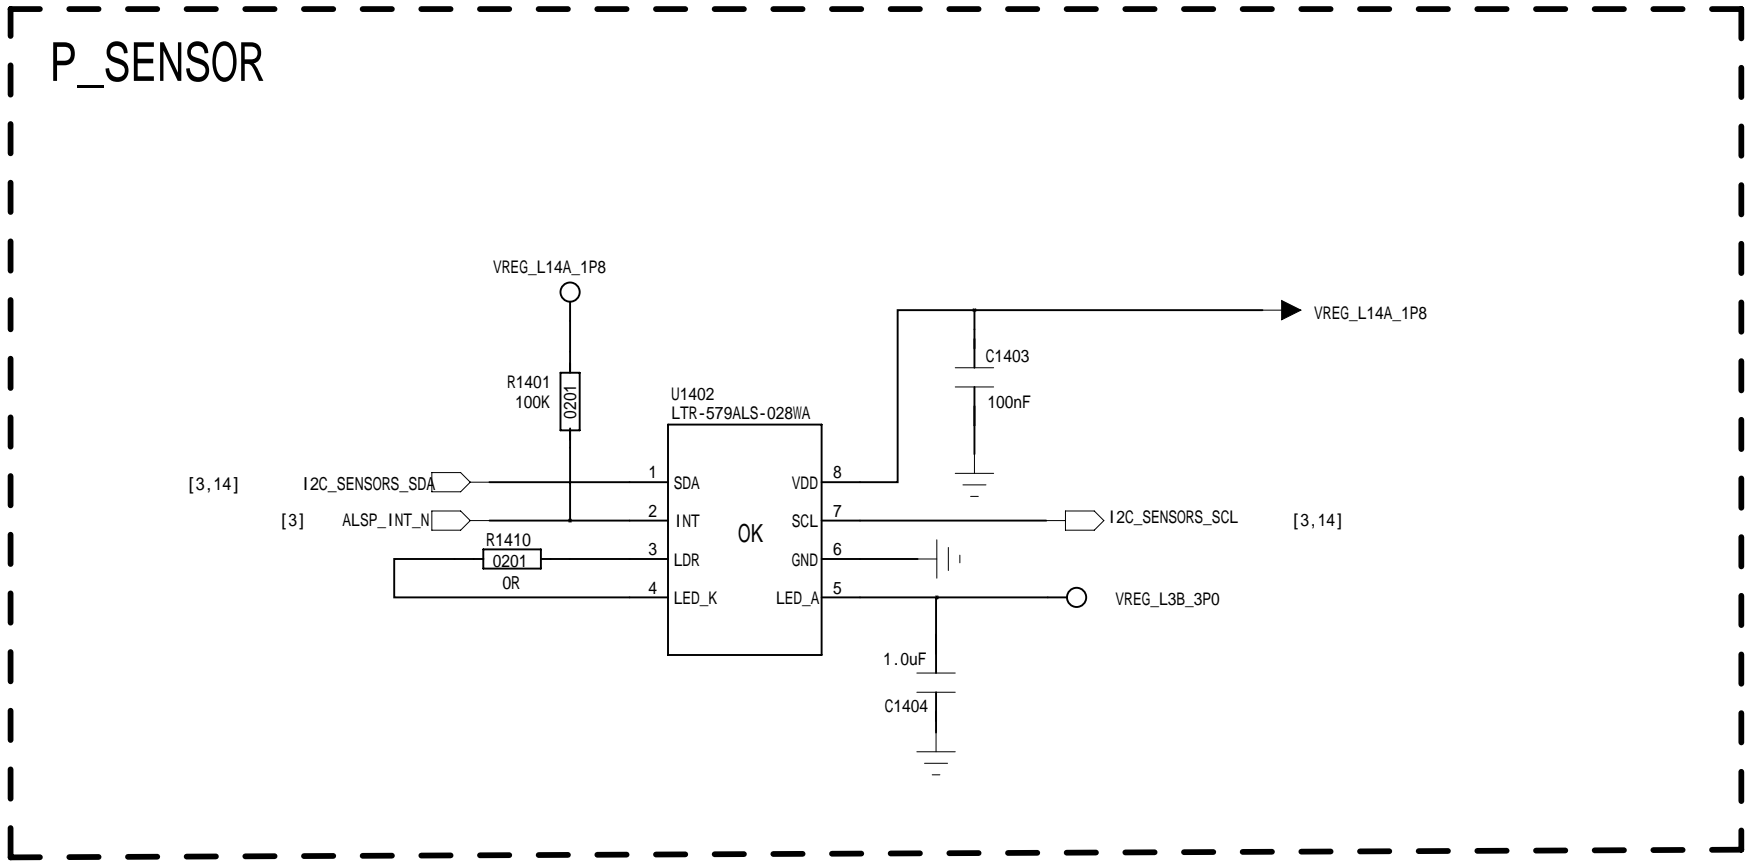 P_SENSOR
VREG_L14A_1P8
VREG_L14A_1P8
C1403
100nF
R1401
100K
0201
U1402
LTR-579ALS-028WA
[3,14] I2C_SENSORS_SDA 1 SDA VDD 8
[3] ALSP_INT_N 2 INT SCL 7 I2C_SENSORS_SCL [3,14]
OK
R1410
0201
0R
3 LDR GND 6
4 LED_K LED_A 5 VREG_L3B_3P0
1.0uF
C1404